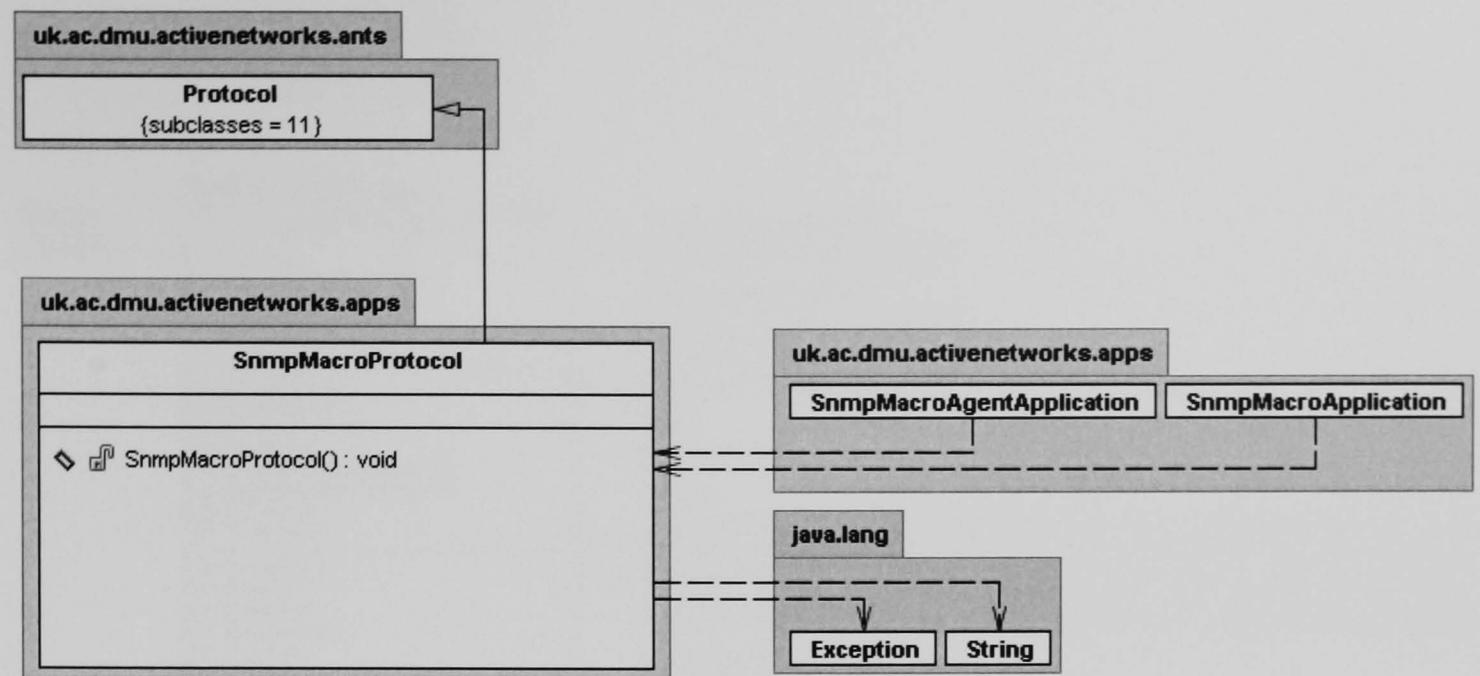 uk.ac.dmu.activenetworks.ants
Protocol
{subclasses = 11}
uk.ac.dmu.activenetworks.apps
SnmpMacroProtocol
SnmpMacroProtocol() : void
uk.ac.dmu.activenetworks.apps
SnmpMacroAgentApplication
SnmpMacroApplication
java.lang
Exception
String